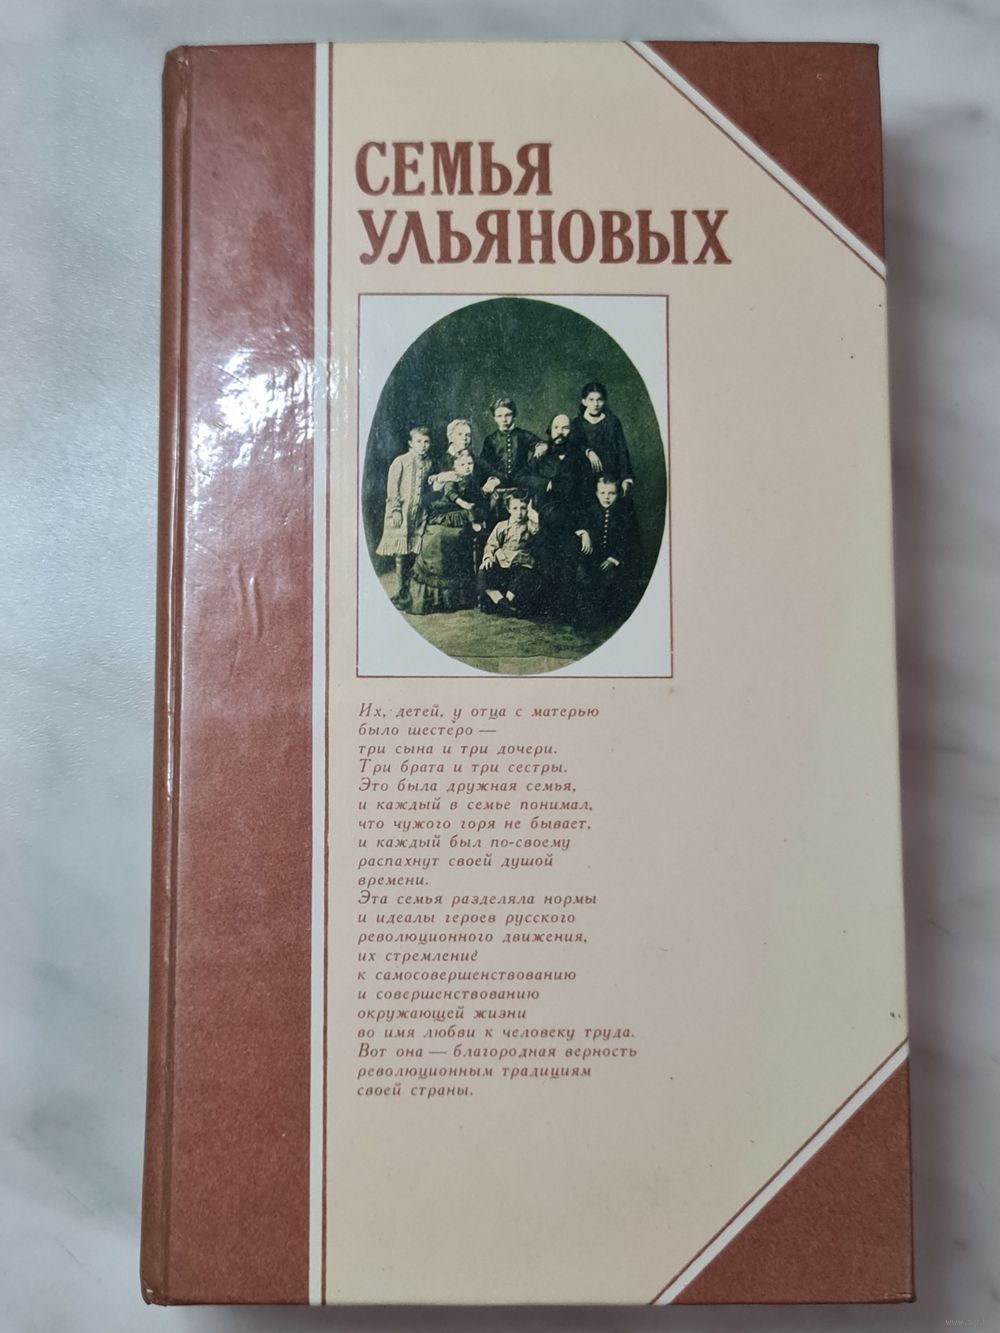 СЕМЬЯ
УЛЬЯНОВЫХ
Их, детей, у отца с матерью
было шестеро —
три сына и три дочери.
Три брата и три сестры.
Это была дружная семья,
и каждый в семье понимал,
что чужого горя не бывает,
и каждый был по-своему
распахнут своей душой
времени.
Эта семья разделяла нормы
и идеалы героев русского
революционного движения,
их стремление
к самосовершенствованию
и совершенствованию
окружающей жизни
во имя любви к человеку труда.
Вот она — благородная верность
революционным традициям
своей страны.